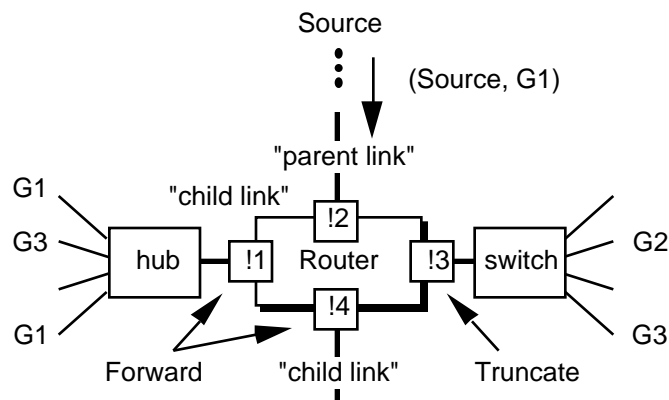 Source
(Source, G1)
"parent link"
G1
"child link"
G3
hub
!1
!2
Router
!3
switch
G2
!4
G1
G3
Forward
"child link"
Truncate